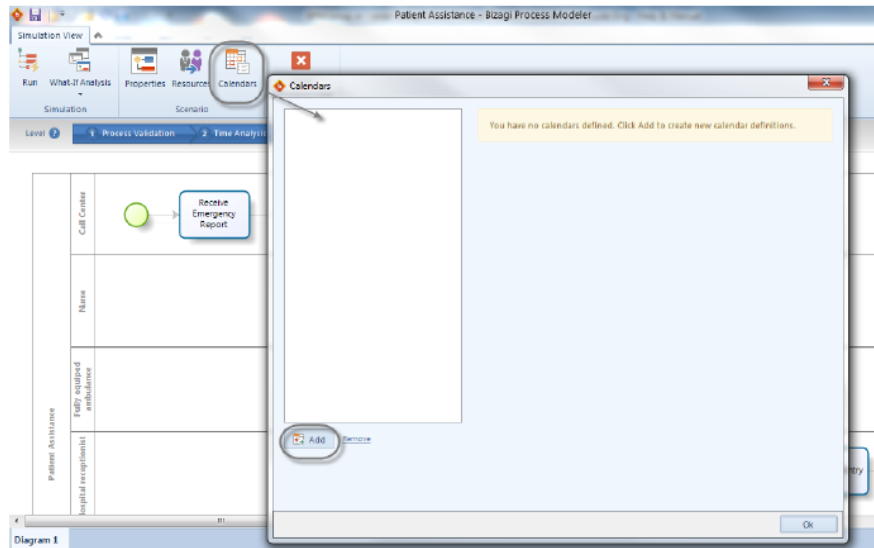 Patient Assistance - Bizagi Process Modeler
Simulation View
Run What-If Analysis Properties Resources Calendars
Simulation Scenario
Level 1 Process Validation 2 Time Analysis
Calendars
You have no calendars defined. Click Add to create new calendar definitions.
Call Center
Receive
Emergency
Report
Nurse
Fully equiped
ambulance
Patient Assistance
Hospital receptionist
Add Remove
ntry
Ok
Diagram 1